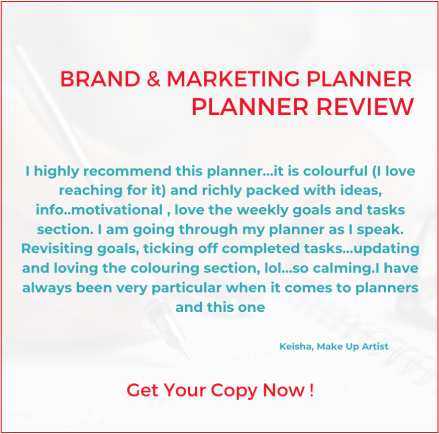 BRAND & MARKETING PLANNER
PLANNER REVIEW
I highly recommend this planner...it is colourful (I love
reaching for it) and richly packed with ideas,
info..motivational , love the weekly goals and tasks
section. I am going through my planner as I speak.
Revisiting goals, ticking off completed tasks...updating
and loving the colouring section, lol...so calming.I have
always been very particular when it comes to planners
and this one
Keisha, Make Up Artist
Get Your Copy Now !